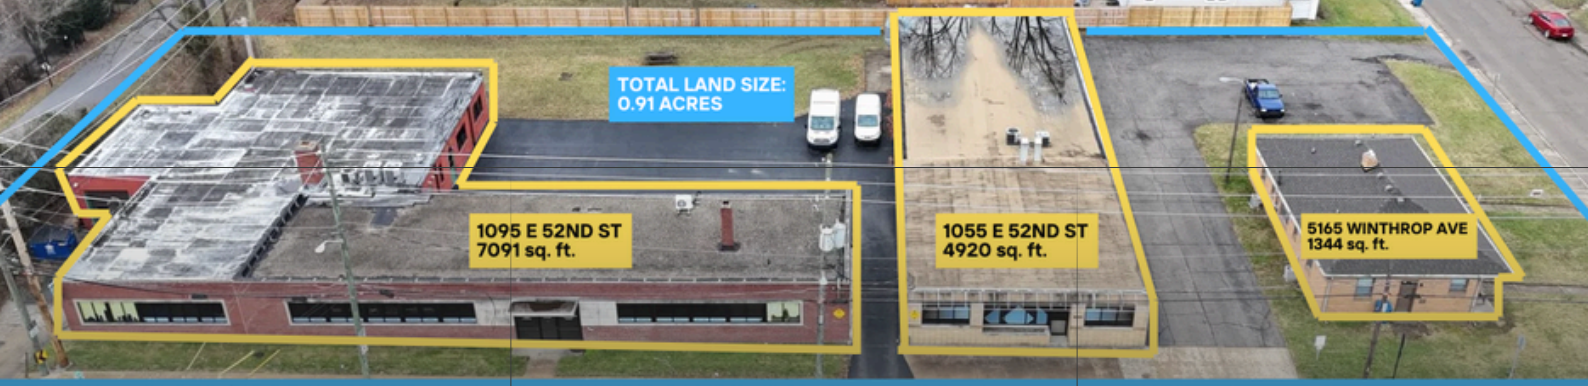 TOTAL LAND SIZE:
0.91 ACRES
1095 E 52ND ST
7091 sq. ft.
1055 E 52ND ST
4920 sq. ft.
5165 WINTHROP AVE
1344 sq. ft.